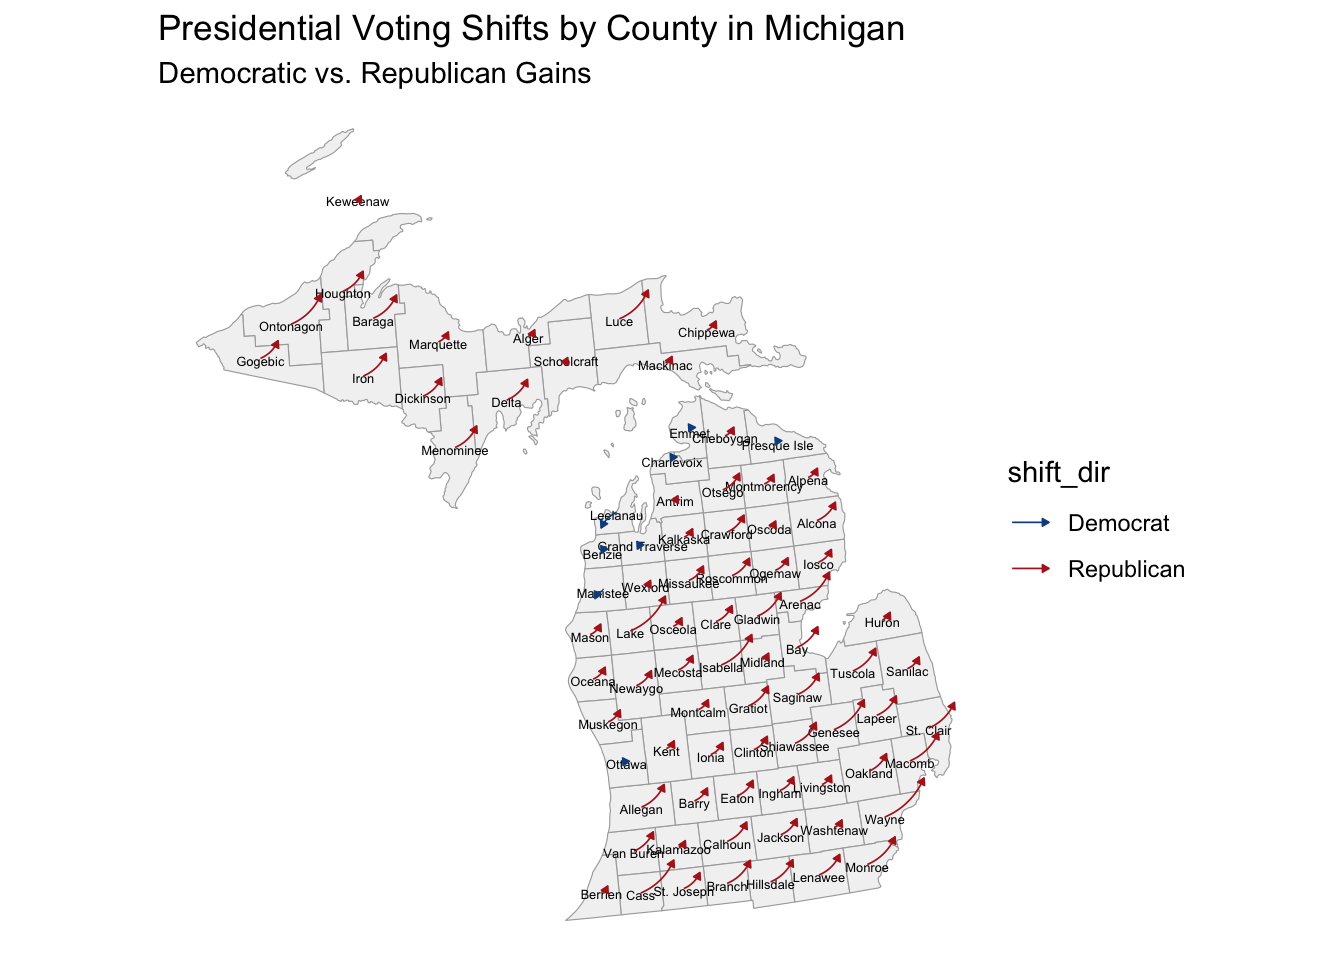 Presidential Voting Shifts by County in Michigan
Democratic vs. Republican Gains
Keweenaw
Houghton
Ontonagon
Baraga
Luce
Chippewa
Gogebic
Marquette
Alger
Schoolcraft
Mackinac
Iron
Dickinson
Delta
Menominee
Emmet
Cheboygan
Presque Isle
Charlevoix
Antrim
Otsego
Montmorency
Alpena
Leelanau
Benzie
Grand Traverse
Kalkaska
Crawford
Oscoda
Alcona
Manistee
Wexford
Missaukee
Roscommon
Ogemaw
Iosco
Mason
Lake
Osceola
Clare
Gladwin
Arenac
Huron
Oceana
Newaygo
Mecosta
Isabella
Midland
Bay
Tuscola
Sanilac
Muskegon
Montcalm
Gratiot
Saginaw
Genesee
Lapeer
St. Clair
Ottawa
Kent
Ionia
Clinton
Shiawassee
Oakland
Macomb
Allegan
Barry
Eaton
Ingham
Livingston
Wayne
Van Buren
Kalamazoo
Calhoun
Jackson
Washtenaw
Berrien
Cass
St. Joseph
Branch
Hillsdale
Lenawee
Monroe
shift_dir
Democrat
Republican